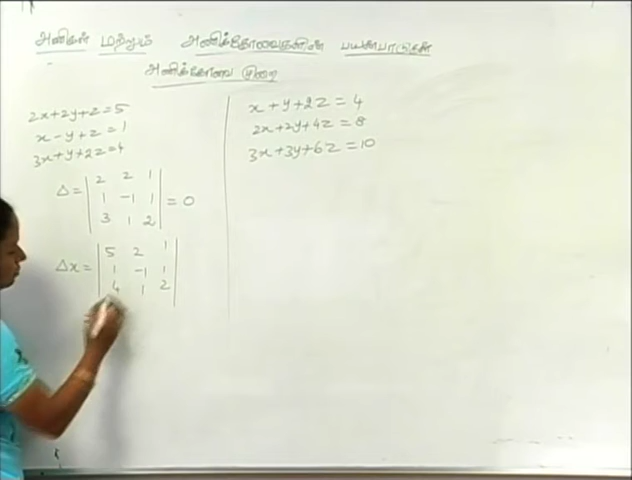 அணிகள் மற்றும் அணிக்கோவைகளின் பயன்பாடுகள்
அணிக்கோவை முறை
2x+2y+z=5
x-y+z=1
3x+y+2z=4
Δ= | 2 2 1 |
| 1 -1 1 | = 0
| 3 1 2 |
Δx= | 5 2 1 |
| 1 -1 1 |
| 4 1 2 |
x+y+2z=4
2x+2y+4z=8
3x+3y+6z=10